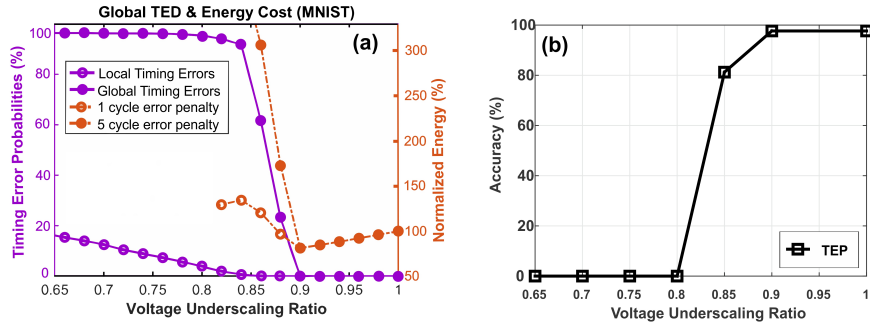 Global TED & Energy Cost (MNIST)
(a)
Timing Error Probabilities (%)
100
80
60
40
20
0
Local Timing Errors
Global Timing Errors
1 cycle error penalty
5 cycle error penalty
300
250
200
150
100
50
Normalized Energy (%)
0.65 0.7 0.75 0.8 0.85 0.9 0.95 1
Voltage Underscaling Ratio
(b)
Accuracy (%)
100
80
60
40
20
0
TEP
0.65 0.7 0.75 0.8 0.85 0.9 0.95 1
Voltage Underscaling Ratio